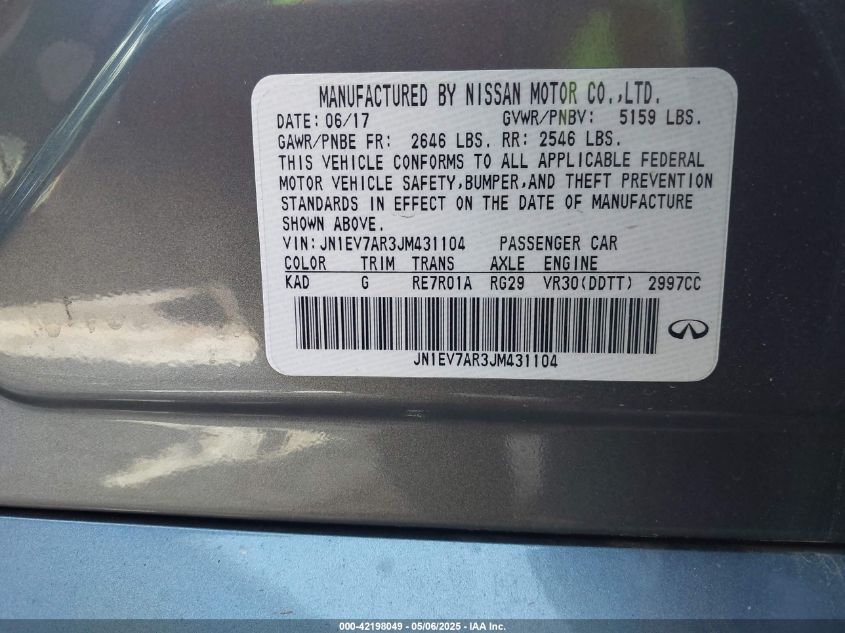 MANUFACTURED BY NISSAN MOTOR CO.,LTD.
DATE: 06/17 GVWR/PNBV: 5159 LBS.
GAWR/PNBE FR: 2646 LBS. RR: 2546 LBS.
THIS VEHICLE CONFORMS TO ALL APPLICABLE FEDERAL
MOTOR VEHICLE SAFETY,BUMPER,AND THEFT PREVENTION
STANDARDS IN EFFECT ON THE DATE OF MANUFACTURE
SHOWN ABOVE.
VIN:JN1EV7AR3JM431104 PASSENGER CAR
COLOR TRIM TRANS AXLE ENGINE
KAD G RE7R01A RG29 VR30(DDTT) 2997CC
JN1EV7AR3JM431104
000-42198049 - 05/06/2025 - IAA Inc.